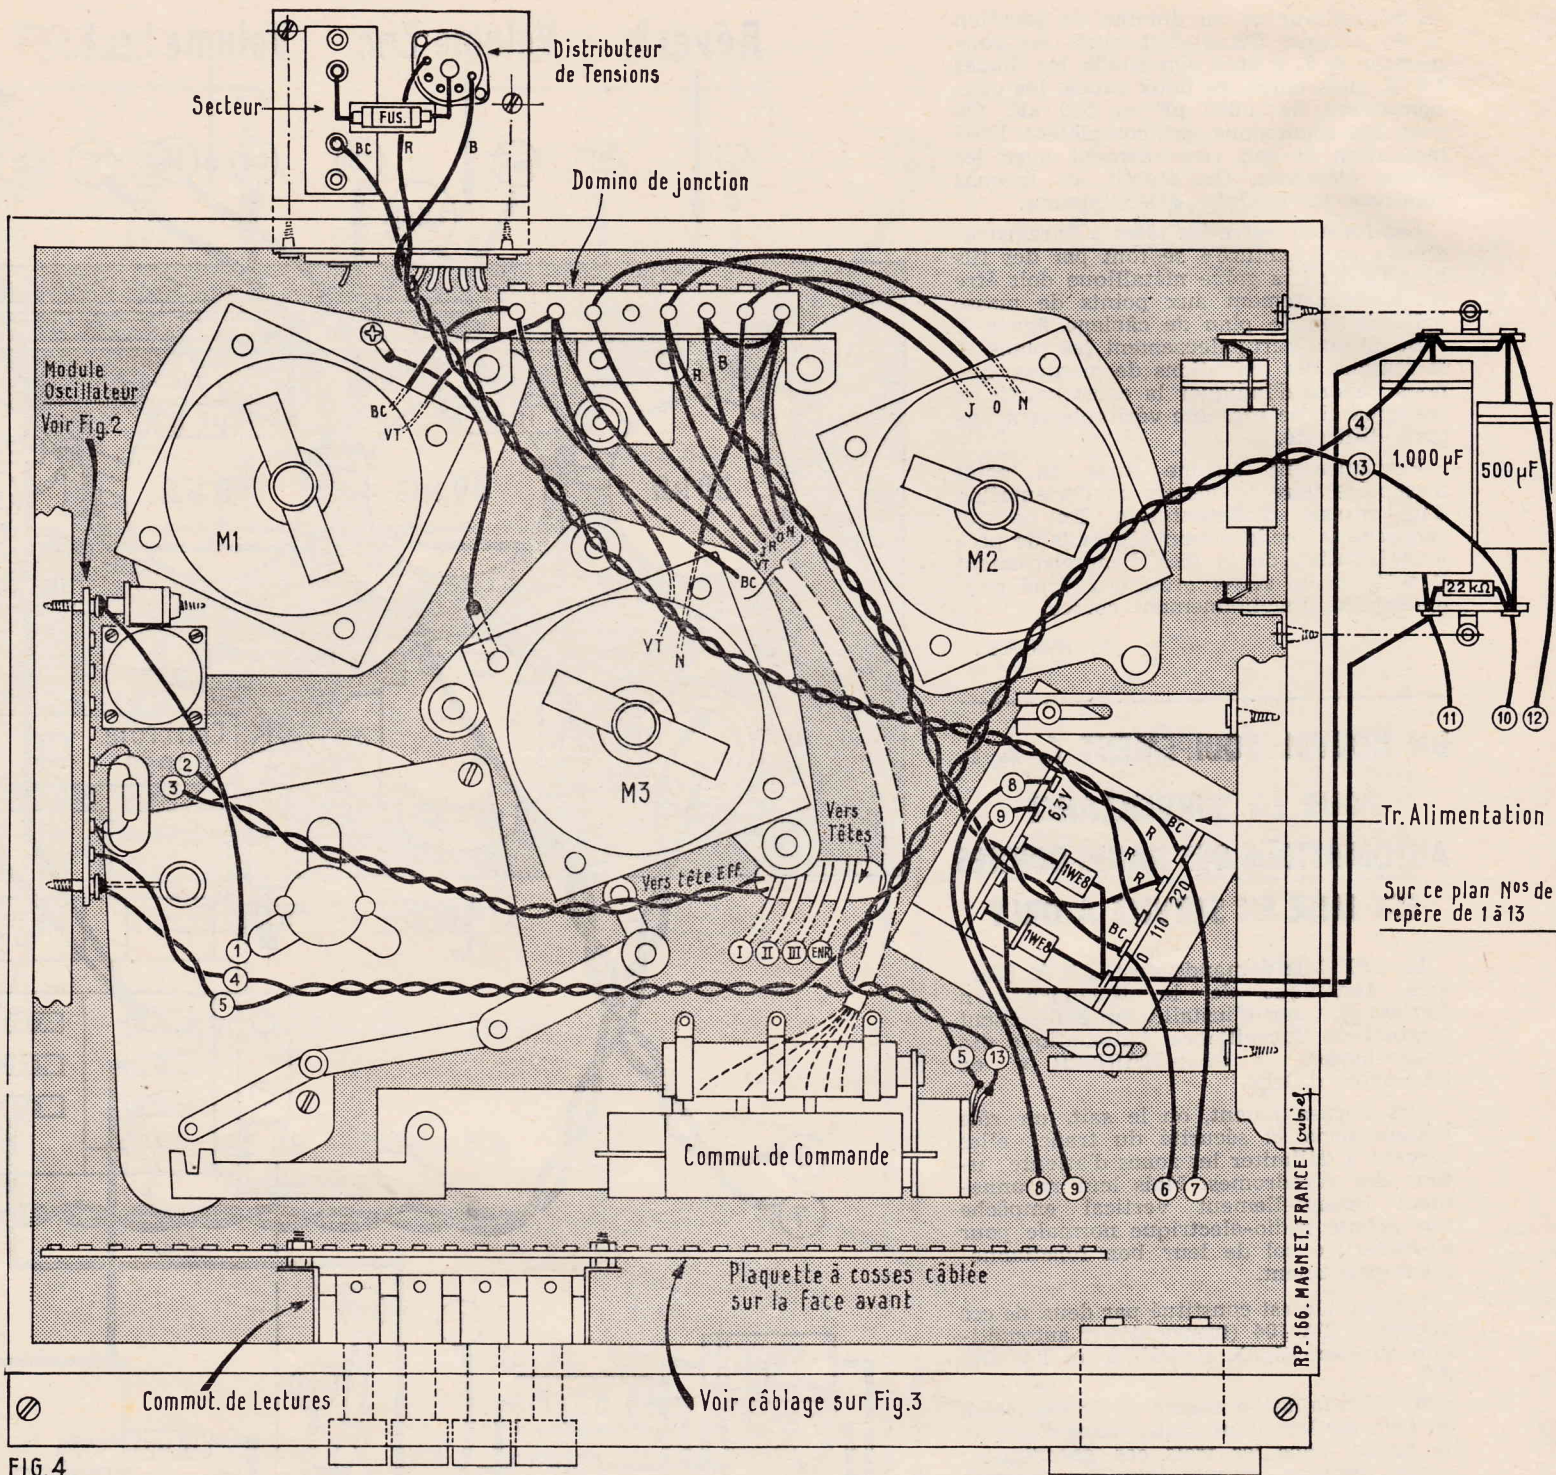 Distributeur
de Tensions
Secteur
FUS.
BC
R
B
Domino de jonction
Module
Oscillateur
Voir Fig.2
BC
VT
R
B
J
O
N
4
13
1.000 µF
500 µF
M1
M2
J R O N
VT
BC
22 kΩ
VT
N
11
10
12
2
3
M3
8
9
6,3V
BC
R
R
R
Tr. Alimentation
Vers
Têtes
Vers tête Eff.
1WE8
1WE8
220
110
0
BC
Sur ce plan Nos de
repère de 1 à 13
1
4
5
I
II
III
ENR
5
13
Commut. de Commande
8
9
6
7
Plaquette à cosses câblée
sur la face avant
RP.166. MAGNET. FRANCE
Commut. de Lectures
Voir câblage sur Fig.3
FIG.4